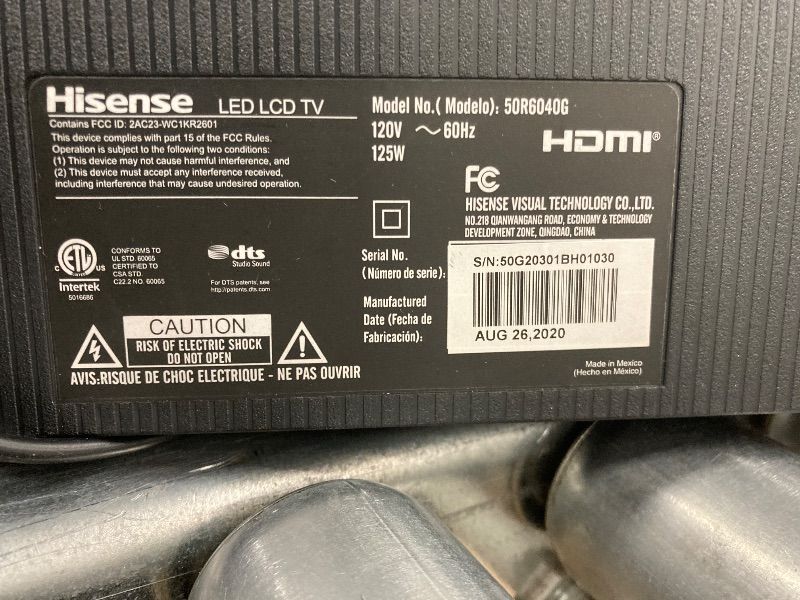 Hisense LED LCD TV
Contains FCC ID: 2AC23-WC1KR2601
This device complies with part 15 of the FCC Rules.
Operation is subject to the following two conditions:
(1) This device may not cause harmful interference, and
(2) This device must accept any interference received,
including interference that may cause undesired operation.
Model No.( Modelo): 50R6040G
120V ~60Hz
125W
HDMI®
FC
HISENSE VISUAL TECHNOLOGY CO.,LTD.
NO.218 QIANWANGANG ROAD, ECONOMY & TECHNOLOGY
DEVELOPMENT ZONE, QINGDAO, CHINA
ETL
US
Intertek
5016686
CONFORMS TO
UL STD. 60065
CERTIFIED TO
CSA STD.
C22.2 NO. 60065
dts
Studio Sound
For DTS patents, see
http://patents.dts.com
Serial No.
(Número de serie):
S/N:50G20301BH01030
Manufactured
Date (Fecha de
Fabricación):
AUG 26,2020
CAUTION
RISK OF ELECTRIC SHOCK
DO NOT OPEN
AVIS:RISQUE DE CHOC ELECTRIQUE - NE PAS OUVRIR
Made in Mexico
(Hecho en México)